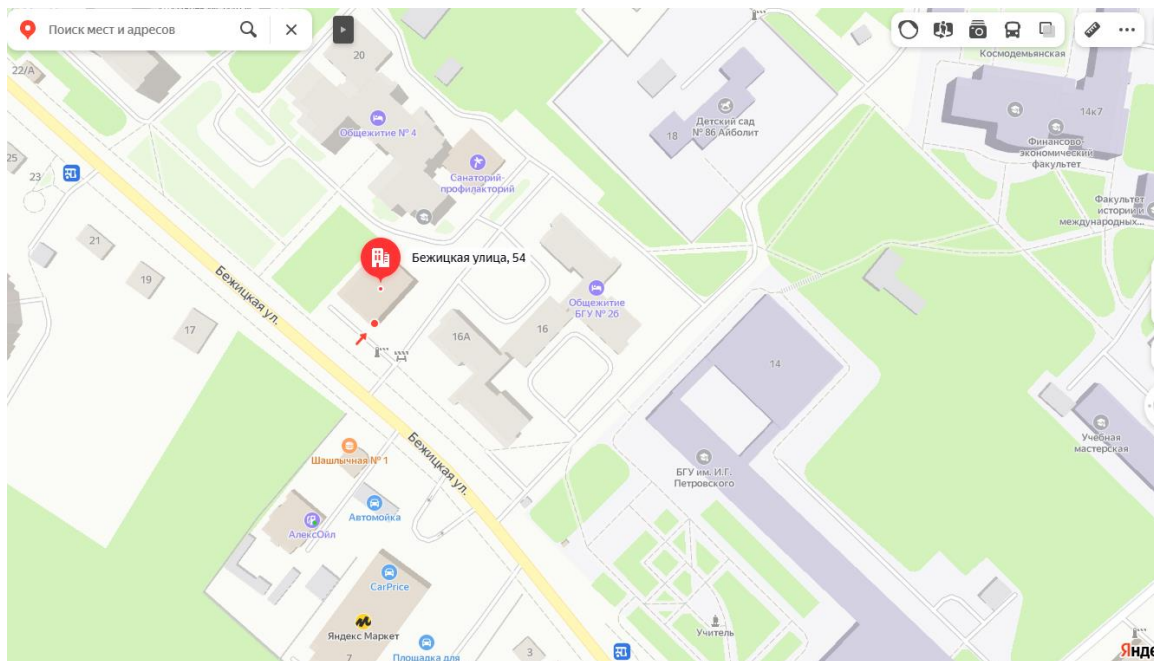 Поиск мест и адресов
Космодемьянская
22/А
20
Общежитие № 4
Детский сад
№ 86 Айболит
18
14к7
Финансово-
экономический
факультет
25
23
Санаторий-
профилакторий
Факультет
истории и
международных...
21
Бежицкая улица, 54
19
Бежицкая ул.
17
Общежитие
БГУ № 2б
16А
16
14
Учебная
мастерская
Бежицкая ул.
Шашлычная № 1
БГУ им. И.Г.
Петровского
Автомойка
АлексОйл
CarPrice
Яндекс Маркет
7
Площадка для
3
Учитель
Янде